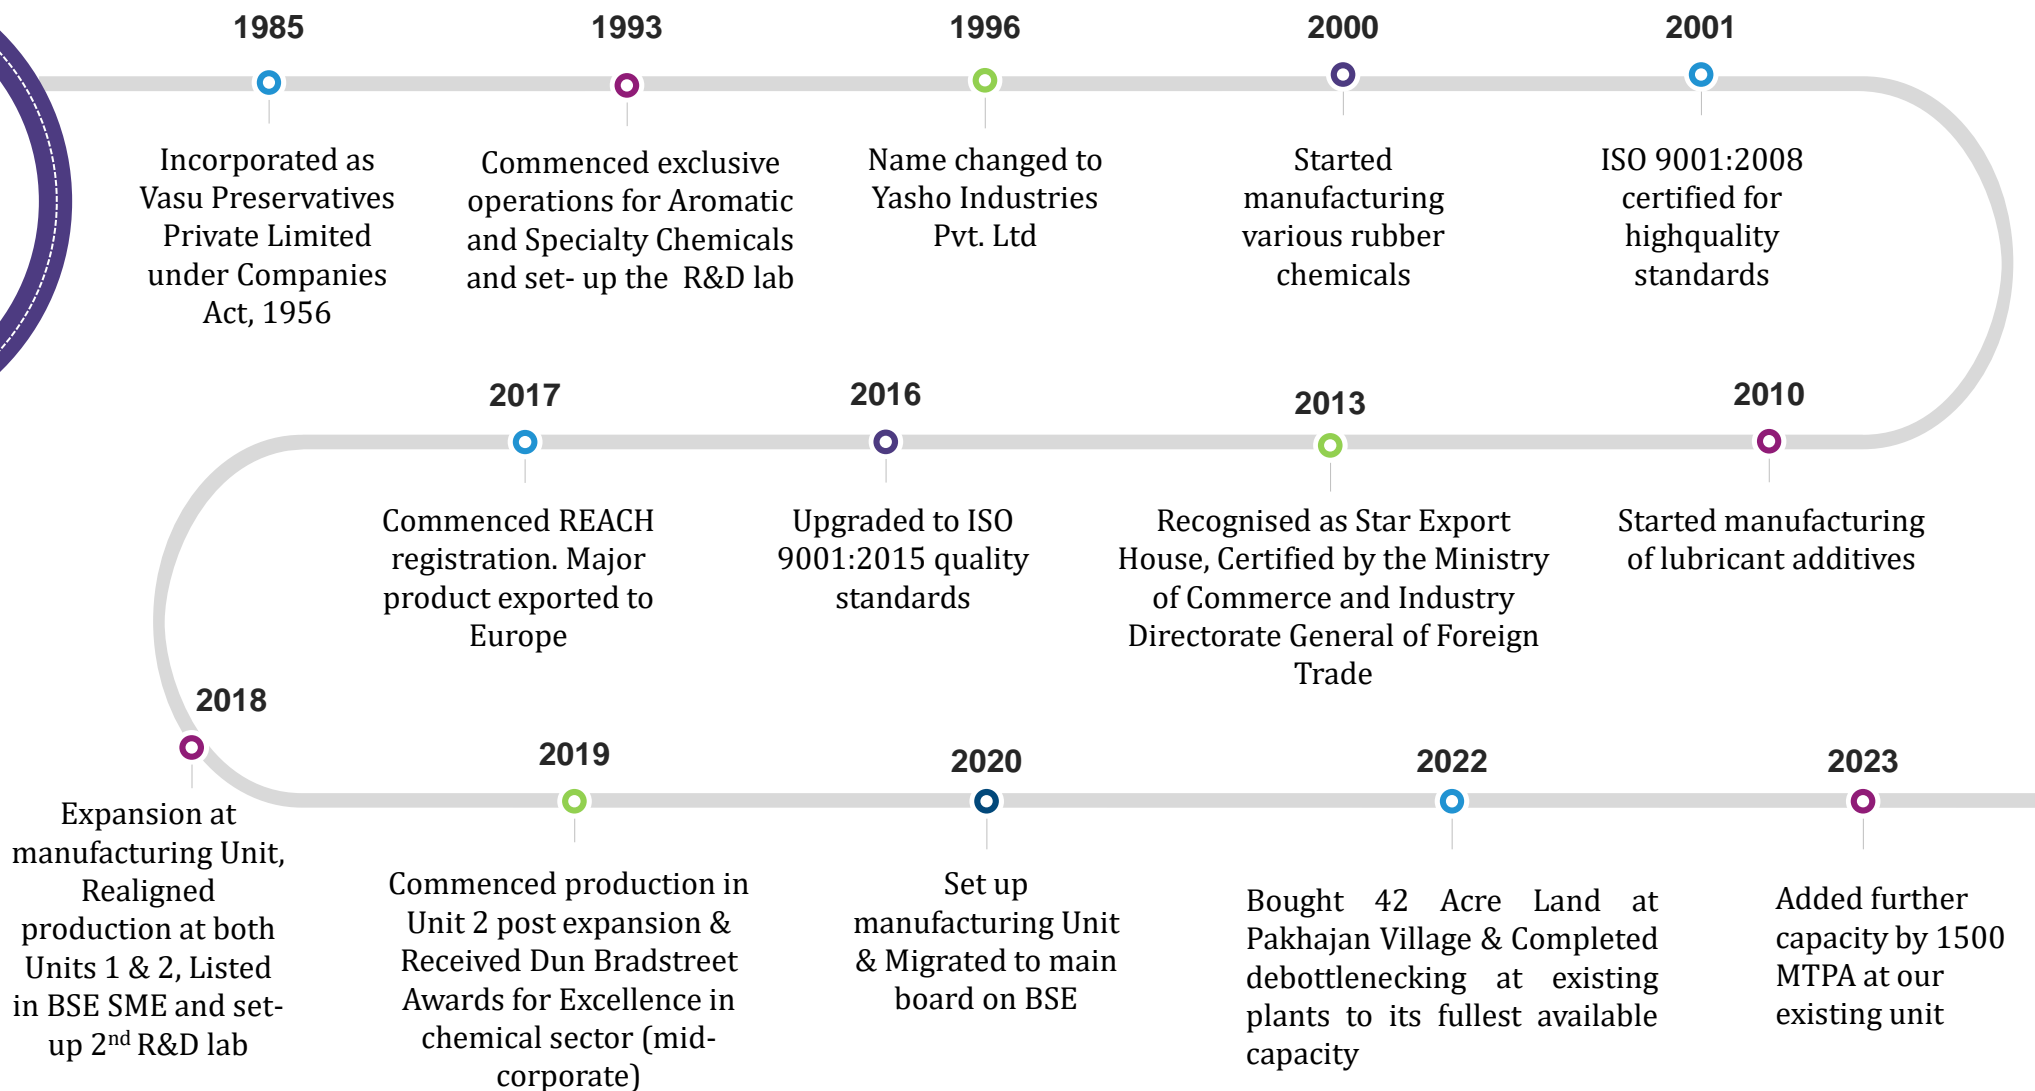 1985
Incorporated as
Vasu Preservatives
Private Limited
under Companies
Act, 1956
1993
Commenced exclusive
operations for Aromatic
and Specialty Chemicals
and set- up the R&D lab
1996
Name changed to
Yasho Industries
Pvt. Ltd
2000
Started
manufacturing
various rubber
chemicals
2001
ISO 9001:2008
certified for
highquality
standards
2010
Started manufacturing
of lubricant additives
2013
Recognised as Star Export
House, Certified by the Ministry
of Commerce and Industry
Directorate General of Foreign
Trade
2016
Upgraded to ISO
9001:2015 quality
standards
2017
Commenced REACH
registration. Major
product exported to
Europe
2018
Expansion at
manufacturing Unit,
Realigned
production at both
Units 1 & 2, Listed
in BSE SME and set-
up 2nd R&D lab
2019
Commenced production in
Unit 2 post expansion &
Received Dun Bradstreet
Awards for Excellence in
chemical sector (mid-
corporate)
2020
Set up
manufacturing Unit
& Migrated to main
board on BSE
2022
Bought 42 Acre Land at
Pakhajan Village & Completed
debottlenecking at existing
plants to its fullest available
capacity
2023
Added further
capacity by 1500
MTPA at our
existing unit